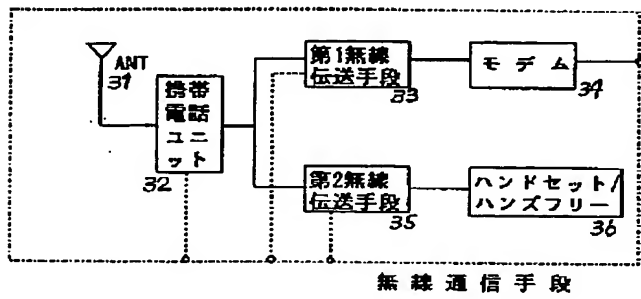 ANT
31
携帯
電話
ユニ
ット
32
第1無線
伝送手段
33
モデム
34
第2無線
伝送手段
35
ハンドセット/
ハンズフリー
36
無線通信手段